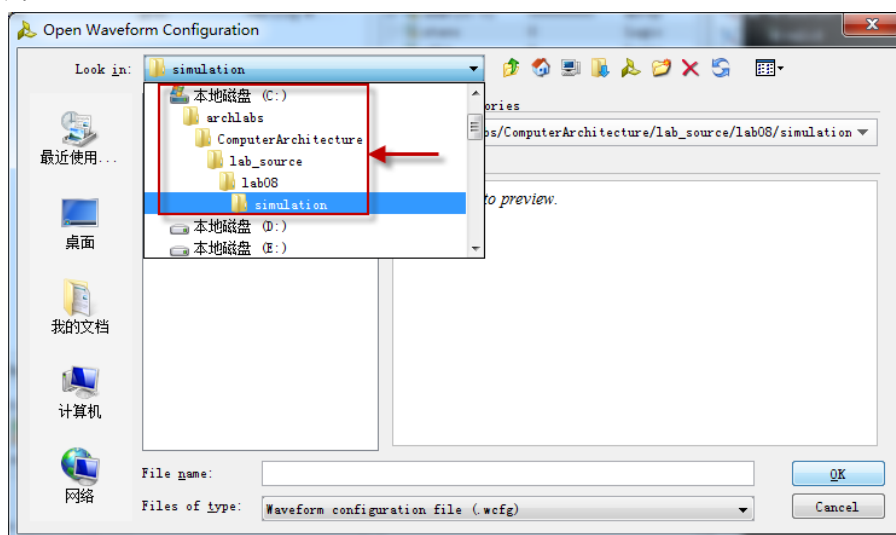 Open Waveform Configuration
Look in: simulation
本地磁盘 (C:)
archlabs
ComputerArchitecture
lab_source
lab08
simulation
本地磁盘 (D:)
本地磁盘 (E:)
ories
os/ComputerArchitecture/lab_source/lab08/simulation
to preview.
最近使用...
桌面
我的文档
计算机
网络
File name:
OK
Files of type: Waveform configuration file (.wcfg)
Cancel